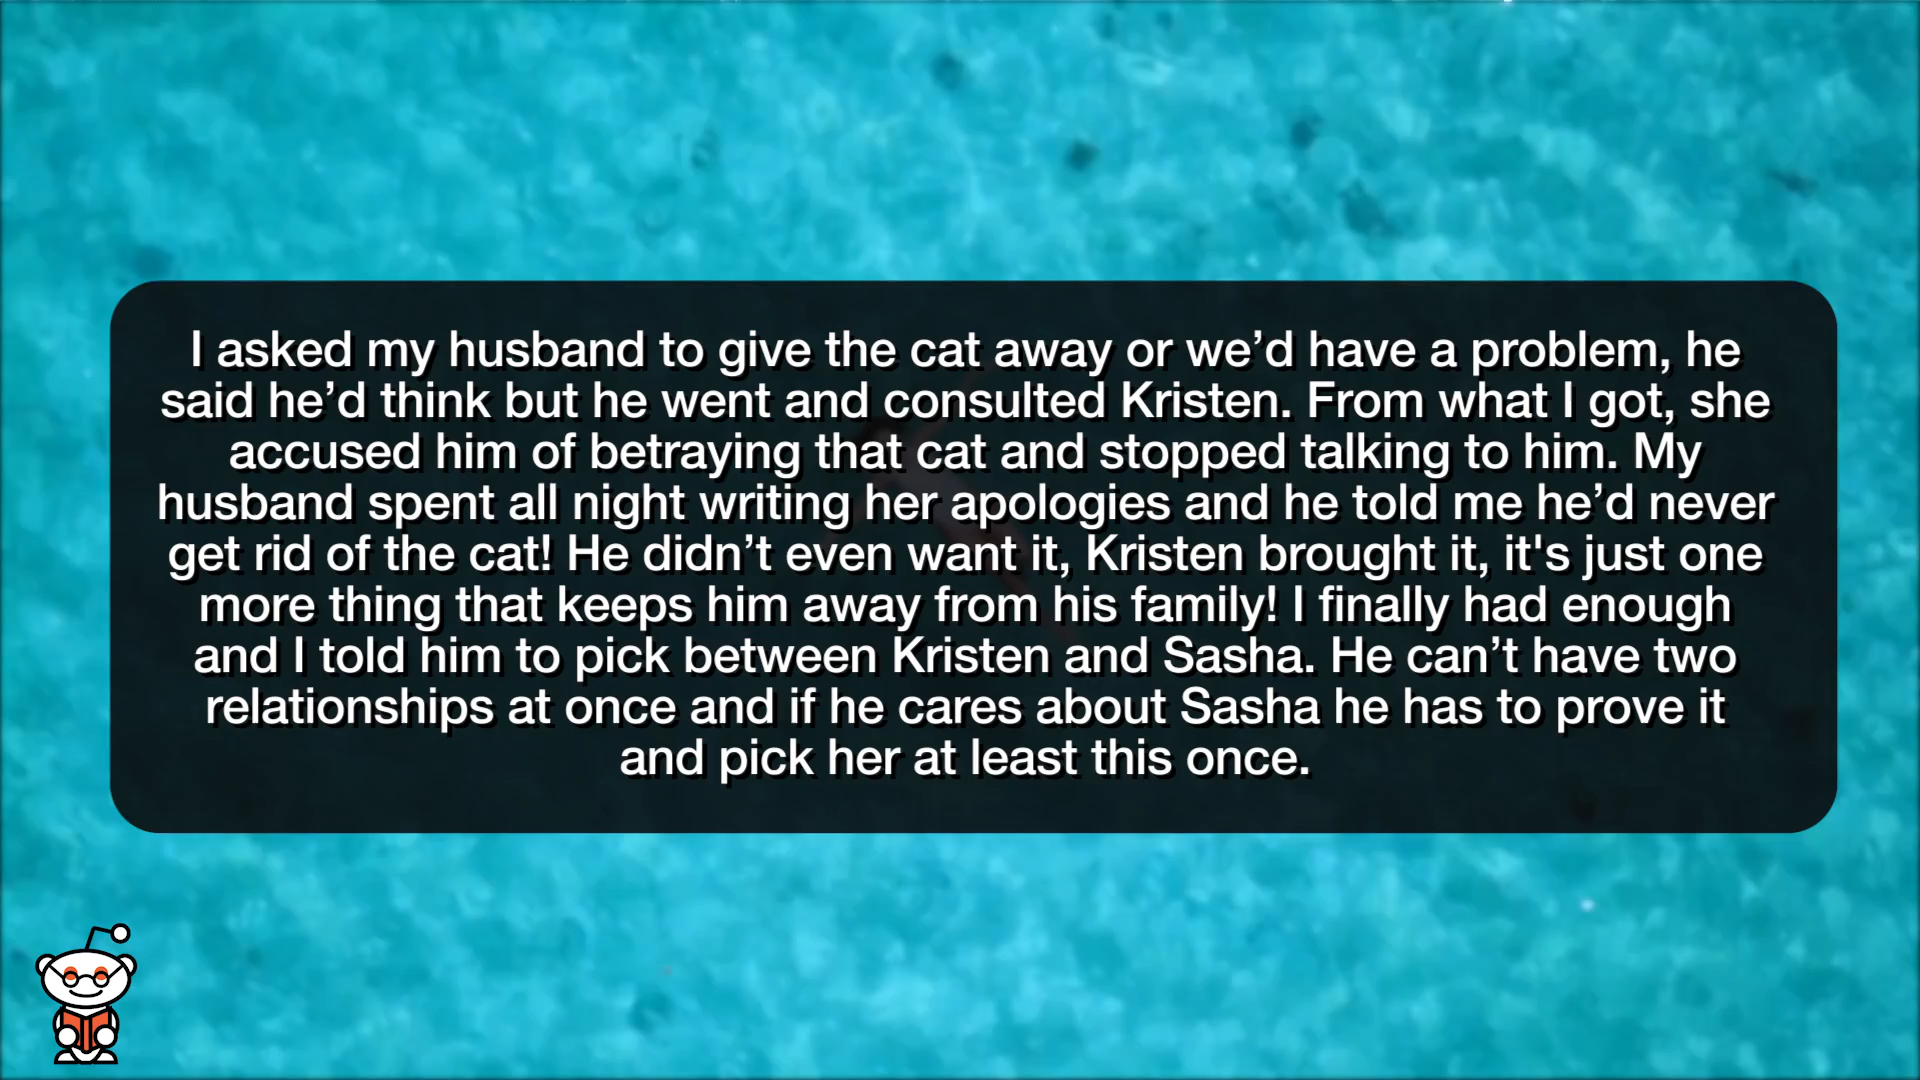 I asked my husband to give the cat away or we’d have a problem, he
said he’d think but he went and consulted Kristen. From what I got, she
accused him of betraying that cat and stopped talking to him. My
husband spent all night writing her apologies and he told me he’d never
get rid of the cat! He didn’t even want it, Kristen brought it, it's just one
more thing that keeps him away from his family! I finally had enough
and I told him to pick between Kristen and Sasha. He can’t have two
relationships at once and if he cares about Sasha he has to prove it
and pick her at least this once.